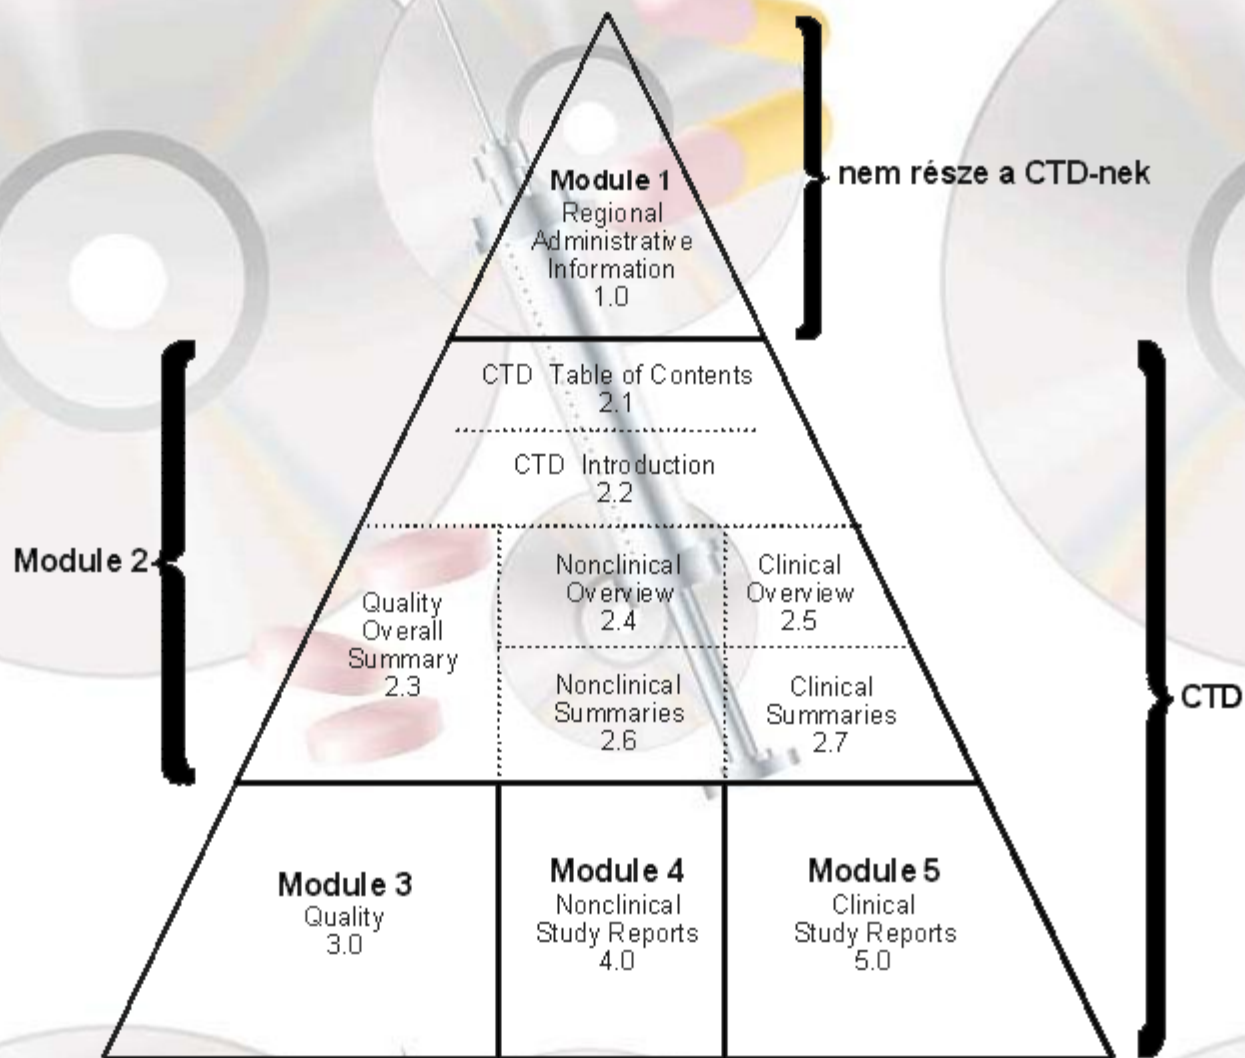 Module 1
Regional
Administrative
Information
1.0
nem része a CTD-nek
CTD Table of Contents
2.1
CTD Introduction
2.2
Module 2
Quality
Overall
Summary
2.3
Nonclinical
Overview
2.4
Clinical
Overview
2.5
Nonclinical
Summaries
2.6
Clinical
Summaries
2.7
CTD
Module 3
Quality
3.0
Module 4
Nonclinical
Study Reports
4.0
Module 5
Clinical
Study Reports
5.0